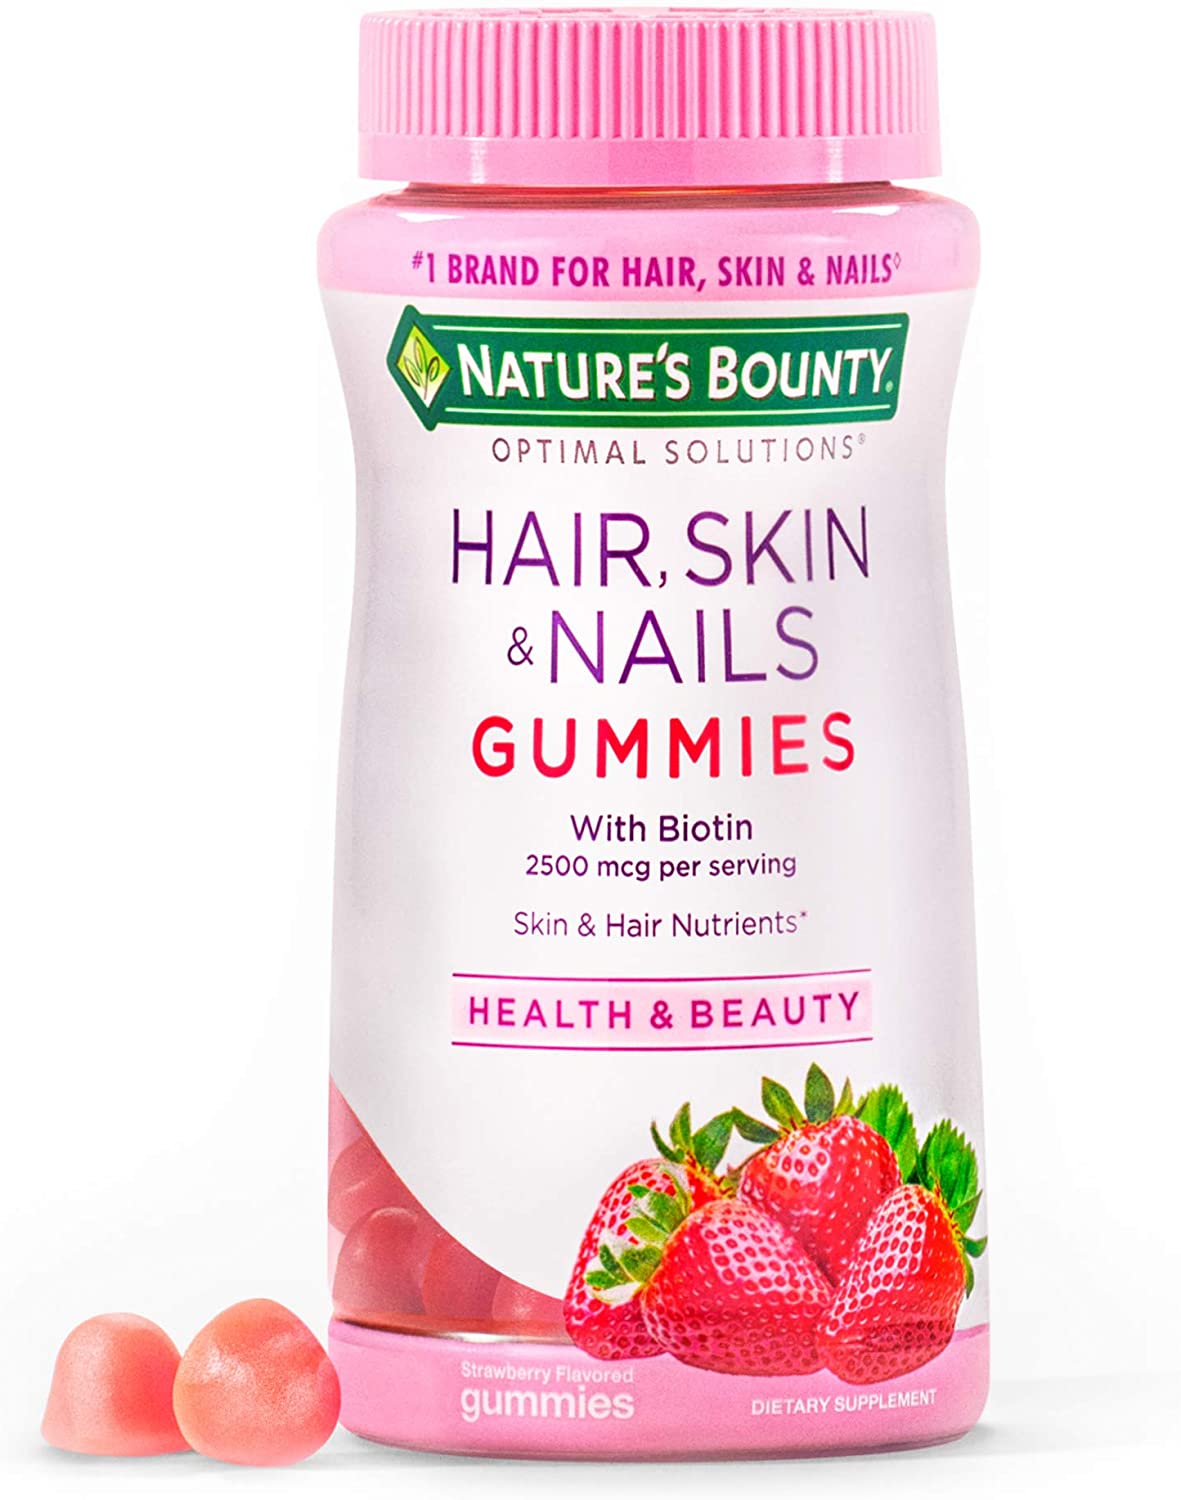 #1 BRAND FOR HAIR, SKIN & NAILS◊
NATURE'S BOUNTY®
OPTIMAL SOLUTIONS®
HAIR, SKIN
& NAILS
GUMMIES
With Biotin
2500 mcg per serving
Skin & Hair Nutrients*
HEALTH & BEAUTY
Strawberry Flavored
gummies
DIETARY SUPPLEMENT